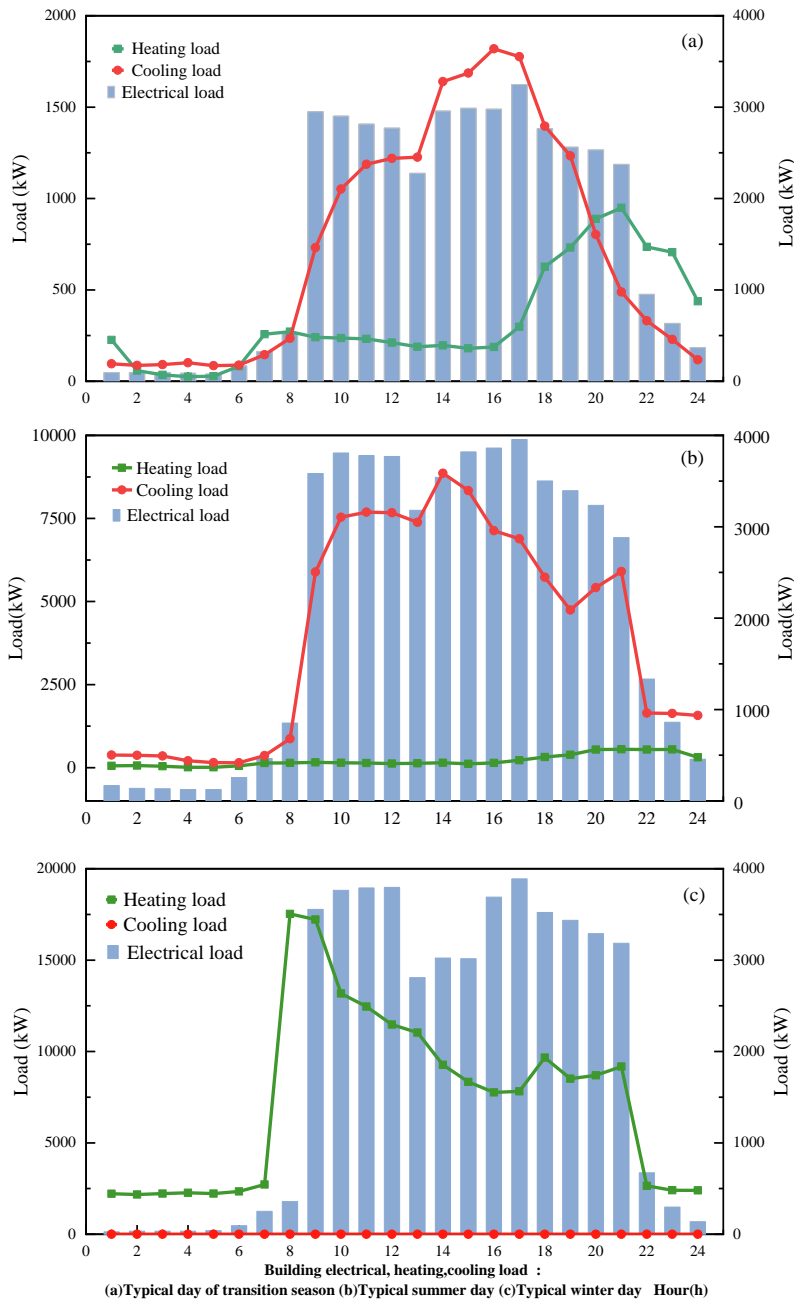 2000
4000
Heating load
(a)
Cooling load
Electrical load
1500
3000
Load (kW)
1000
2000
Load (kW)
500
1000
0
0
0 2 4 6 8 10 12 14 16 18 20 22 24
10000
4000
Heating load
(b)
Cooling load
Electrical load
7500
3000
Load(kW)
5000
2000
Load(kW)
2500
1000
0
0
0 2 4 6 8 10 12 14 16 18 20 22 24
20000
4000
Heating load
(c)
Cooling load
Electrical load
15000
3000
Load (kW)
10000
2000
Load (kW)
5000
1000
0
0
0 2 4 6 8 10 12 14 16 18 20 22 24
Building electrical, heating,cooling load :
(a)Typical day of transition season (b)Typical summer day (c)Typical winter day Hour(h)